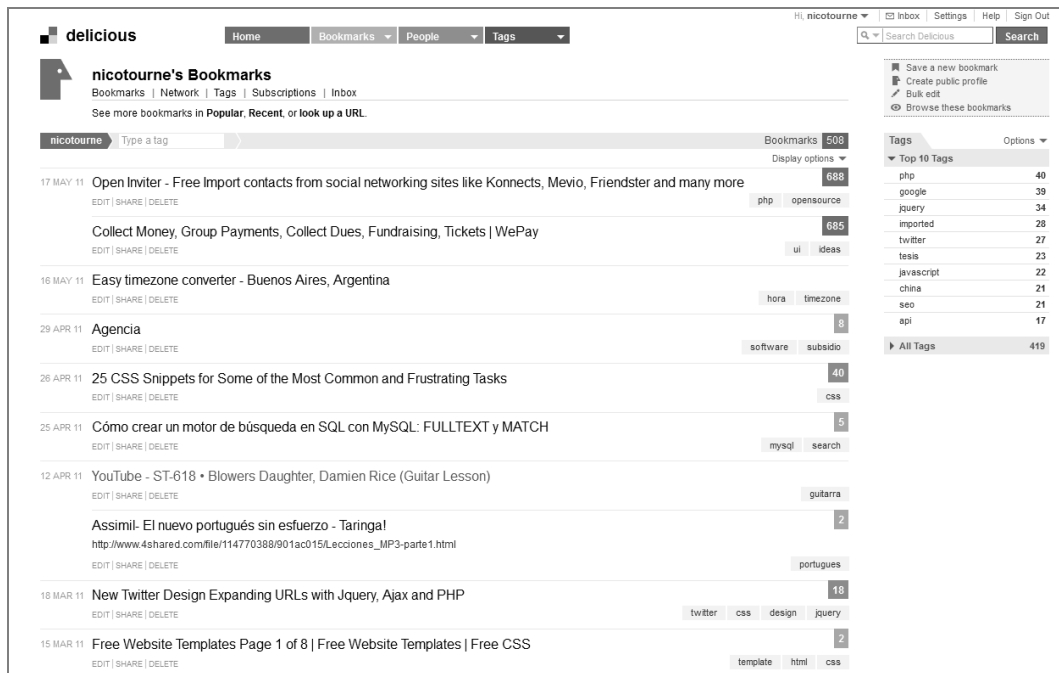 Hi, nicotourne Inbox Settings Help Sign Out
delicious Home Bookmarks People Tags Search Delicious Search
nicotourne's Bookmarks
Bookmarks | Network | Tags | Subscriptions | Inbox
See more bookmarks in Popular, Recent, or look up a URL.
Save a new bookmark
Create public profile
Bulk edit
Browse these bookmarks
nicotourne Type a tag Bookmarks 508
Display options
17 MAY 11 Open Inviter - Free Import contacts from social networking sites like Konnects, Mevio, Friendster and many more 688
EDIT | SHARE | DELETE php opensource
Collect Money, Group Payments, Collect Dues, Fundraising, Tickets | WePay 685
EDIT | SHARE | DELETE ui ideas
16 MAY 11 Easy timezone converter - Buenos Aires, Argentina
EDIT | SHARE | DELETE hora timezone
29 APR 11 Agencia 8
EDIT | SHARE | DELETE software subsidio
26 APR 11 25 CSS Snippets for Some of the Most Common and Frustrating Tasks 40
EDIT | SHARE | DELETE css
25 APR 11 Cómo crear un motor de búsqueda en SQL con MySQL: FULLTEXT y MATCH 5
EDIT | SHARE | DELETE mysql search
12 APR 11 YouTube - ST-618 • Blowers Daughter, Damien Rice (Guitar Lesson)
EDIT | SHARE | DELETE guitarra
Assimil- El nuevo portugués sin esfuerzo - Taringa! 2
http://www.4shared.com/file/114770388/901ac015/Lecciones_MP3-parte1.html
EDIT | SHARE | DELETE portugues
18 MAR 11 New Twitter Design Expanding URLs with Jquery, Ajax and PHP 18
EDIT | SHARE | DELETE twitter css design jquery
15 MAR 11 Free Website Templates Page 1 of 8 | Free Website Templates | Free CSS 2
EDIT | SHARE | DELETE template html css
Tags Options
Top 10 Tags
php 40
google 39
jquery 34
imported 28
twitter 27
tesis 23
javascript 22
china 21
seo 21
api 17
All Tags 419